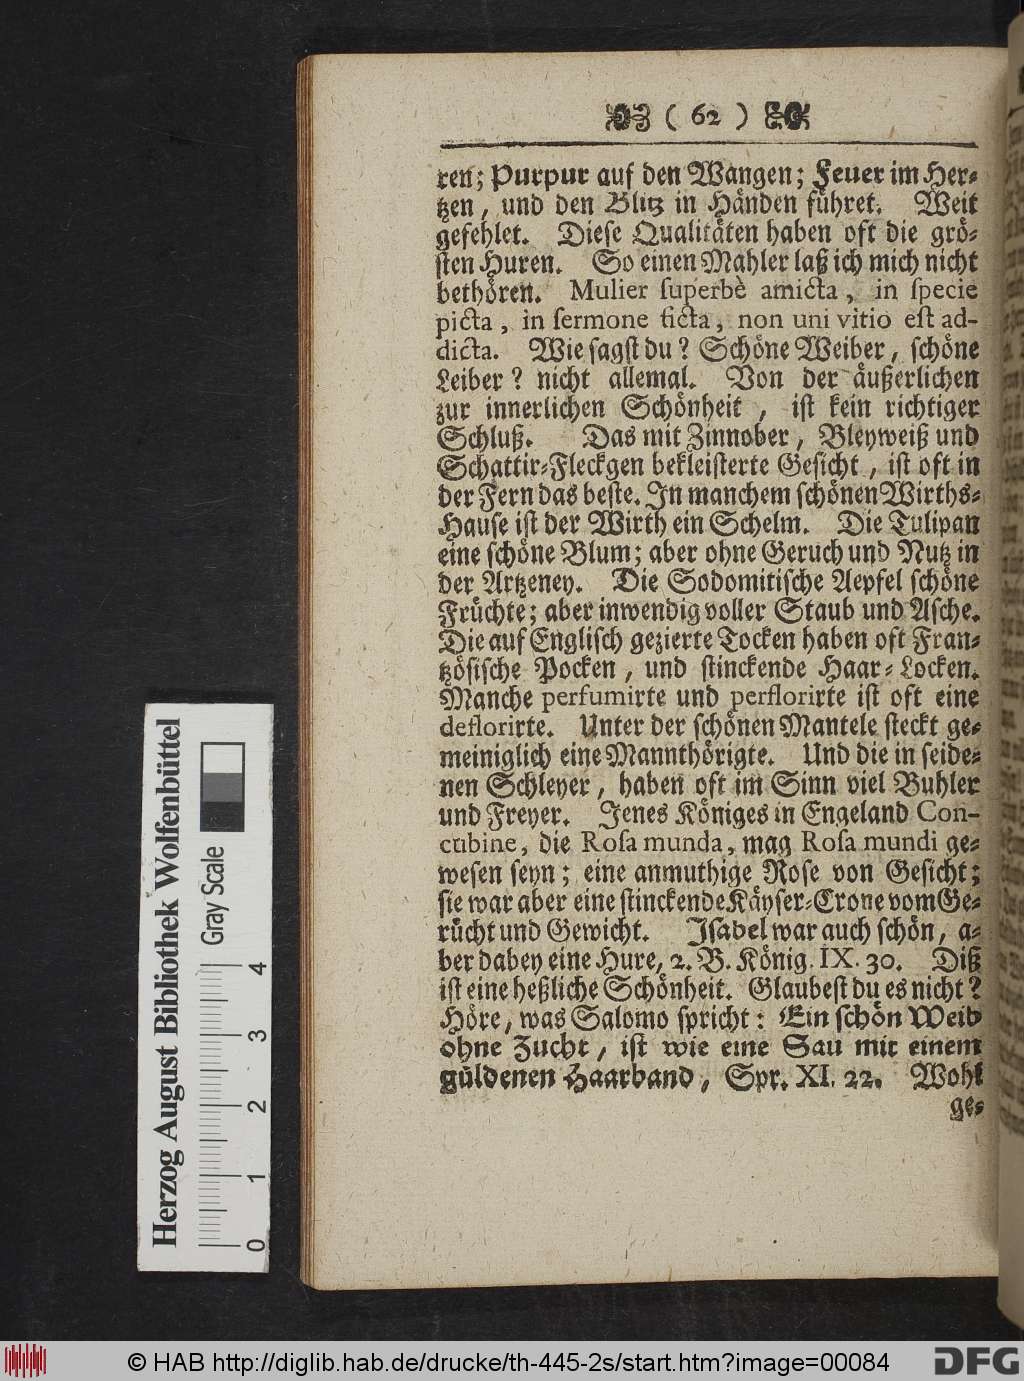 ( 62 )
ren; Purpur auf den Wangen; Feuer im Her-
tzen, und den Blitz in Händen führet. Weit
gefehlet. Diese Qualitäten haben oft die grö-
sten Huren. So einen Mahler laß ich mich nicht
bethören. Mulier superbè amicta, in specie
picta, in sermone ficta, non uni vitio est ad-
dicta. Wie sagst du? Schöne Weiber, schöne
Leiber? nicht allemal. Von der äußerlichen
zur innerlichen Schönheit, ist kein richtiger
Schluß. Das mit Zinnober, Bleyweiß und
Schattir-Fleckgen bekleisterte Gesicht, ist oft in
der Fern das beste. In manchem schönen Wirths-
Hause ist der Wirth ein Schelm. Die Tulipan
eine schöne Blum; aber ohne Geruch und Nutz in
der Artzeney. Die Sodomitische Aepfel schöne
Früchte; aber inwendig voller Staub und Asche.
Die auf Englisch gezierte Tocken haben oft Fran-
tzösische Pocken, und stinckende Haar-Locken.
Manche perfumirte und perflorirte ist oft eine
deflorirte. Unter der schönen Mantele steckt ge-
meiniglich eine Mannthörigte. Und die in seide-
nen Schleyer, haben oft im Sinn viel Buhler
und Freyer. Jenes Königes in Engeland Con-
cubine, die Rosa munda, mag Rosa mundi ge-
wesen seyn; eine anmuthige Rose von Gesicht;
sie war aber eine stinckende Käyser-Crone vom Ge-
rücht und Gewicht. Isabel war auch schön, a-
ber dabey eine Hure, 2. B. König. IX. 30. Diß
ist eine heßliche Schönheit. Glaubest du es nicht?
Höre, was Salomo spricht: Ein schön Weib
ohne Zucht, ist wie eine Sau mit einem
güldenen Haarband, Spr. XI. 22. Wohl
ge-
Herzog August Bibliothek Wolfenbüttel
Gray Scale
0 1 2 3 4
© HAB http://diglib.hab.de/drucke/th-445-2s/start.htm?image=00084
DFG